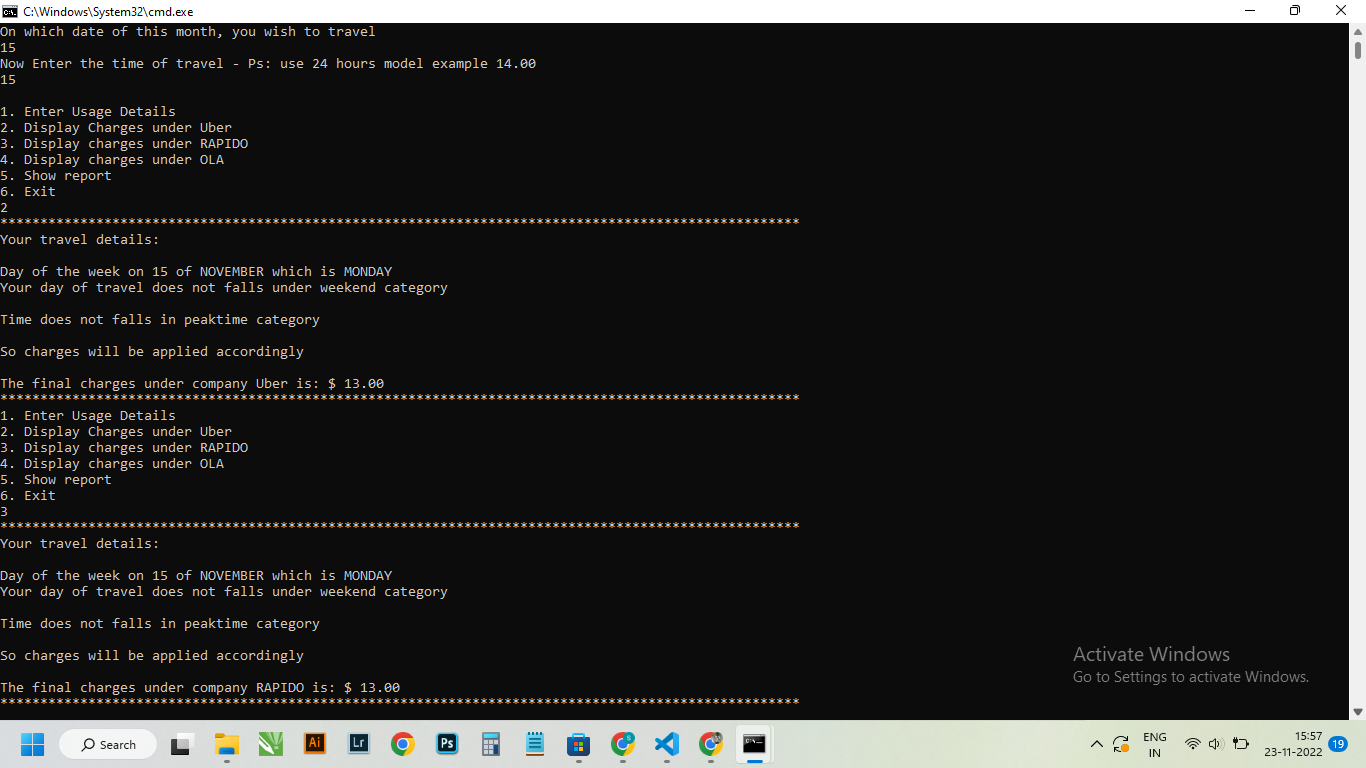 C:\Windows\System32\cmd.exe
On which date of this month, you wish to travel
15
Now Enter the time of travel - Ps: use 24 hours model example 14.00
15
1. Enter Usage Details
2. Display Charges under Uber
3. Display charges under RAPIDO
4. Display charges under OLA
5. Show report
6. Exit
2
****************************************************************************************************
Your travel details:
Day of the week on 15 of NOVEMBER which is MONDAY
Your day of travel does not falls under weekend category
Time does not falls in peaktime category
So charges will be applied accordingly
The final charges under company Uber is: $ 13.00
****************************************************************************************************
1. Enter Usage Details
2. Display Charges under Uber
3. Display charges under RAPIDO
4. Display charges under OLA
5. Show report
6. Exit
3
****************************************************************************************************
Your travel details:
Day of the week on 15 of NOVEMBER which is MONDAY
Your day of travel does not falls under weekend category
Time does not falls in peaktime category
So charges will be applied accordingly
The final charges under company RAPIDO is: $ 13.00
****************************************************************************************************
Activate Windows
Go to Settings to activate Windows.
Search
Ai
Lr
Ps
ENG
IN
15:57
23-11-2022
19